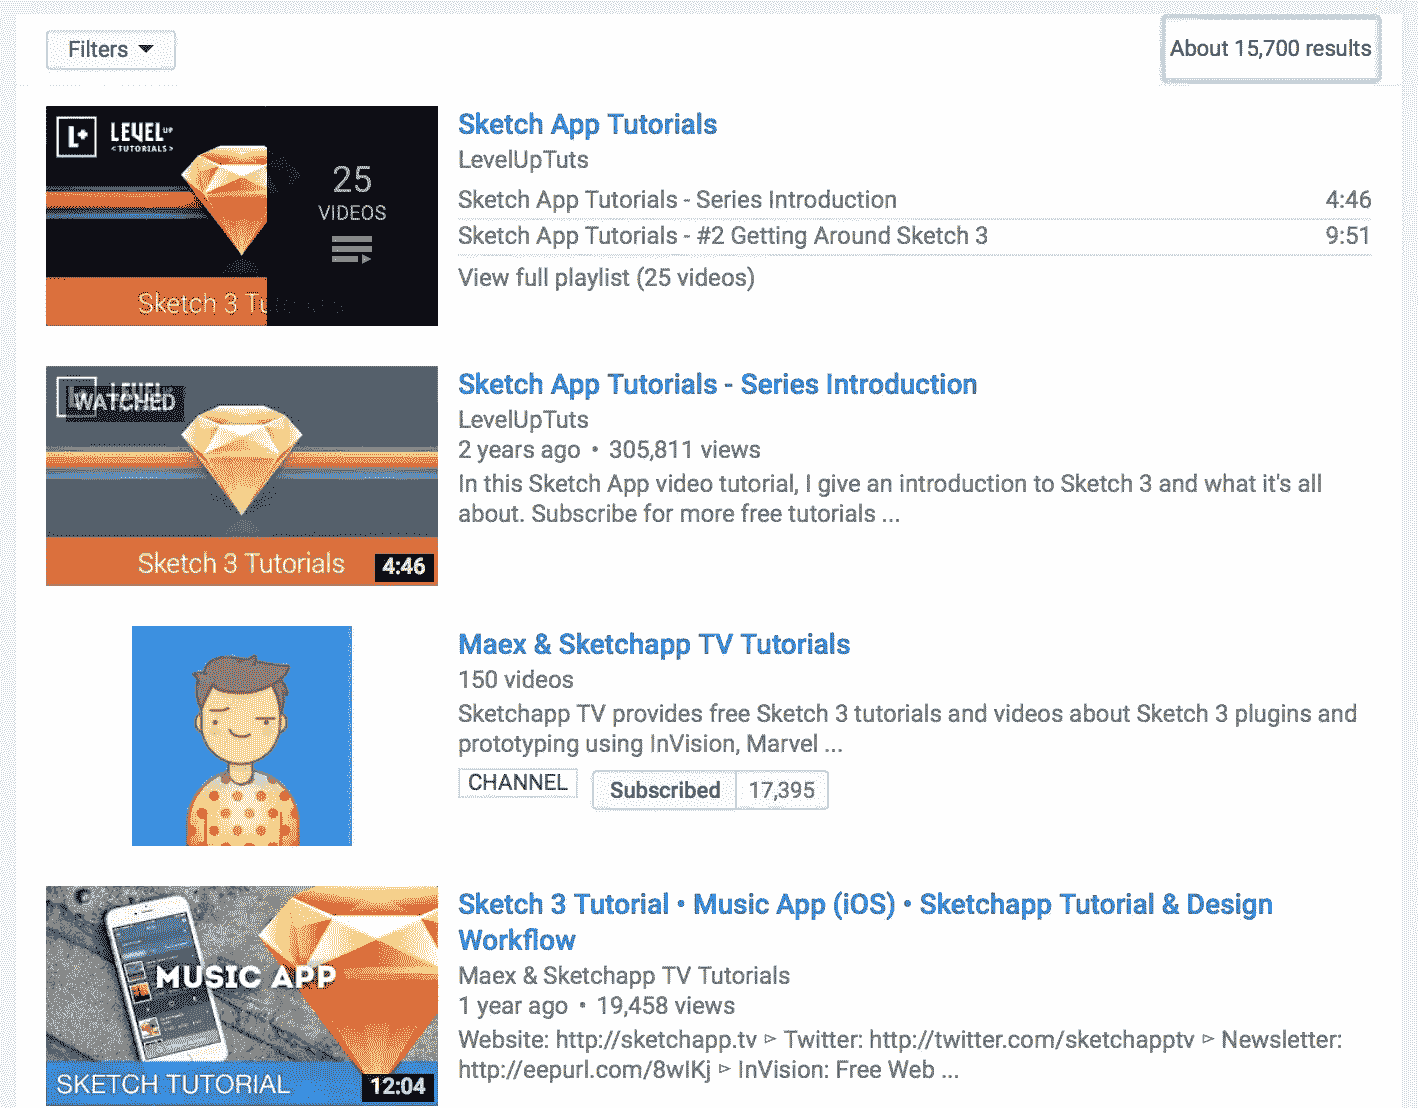 Filters
About 15,700 results
LEVEL UP
<TUTORIALS>
25
VIDEOS
Sketch 3 Tu
Sketch App Tutorials
LevelUpTuts
Sketch App Tutorials - Series Introduction 4:46
Sketch App Tutorials - #2 Getting Around Sketch 3 9:51
View full playlist (25 videos)
WATCHED
Sketch 3 Tutorials
4:46
Sketch App Tutorials - Series Introduction
LevelUpTuts
2 years ago • 305,811 views
In this Sketch App video tutorial, I give an introduction to Sketch 3 and what it's all
about. Subscribe for more free tutorials ...
Maex & Sketchapp TV Tutorials
150 videos
Sketchapp TV provides free Sketch 3 tutorials and videos about Sketch 3 plugins and
prototyping using InVision, Marvel ...
CHANNEL
Subscribed 17,395
MUSIC APP
SKETCH TUTORIAL
12:04
Sketch 3 Tutorial • Music App (iOS) • Sketchapp Tutorial & Design
Workflow
Maex & Sketchapp TV Tutorials
1 year ago • 19,458 views
Website: http://sketchapp.tv ▻ Twitter: http://twitter.com/sketchapptv ▻ Newsletter:
http://eepurl.com/8wIKj ▻ InVision: Free Web ...